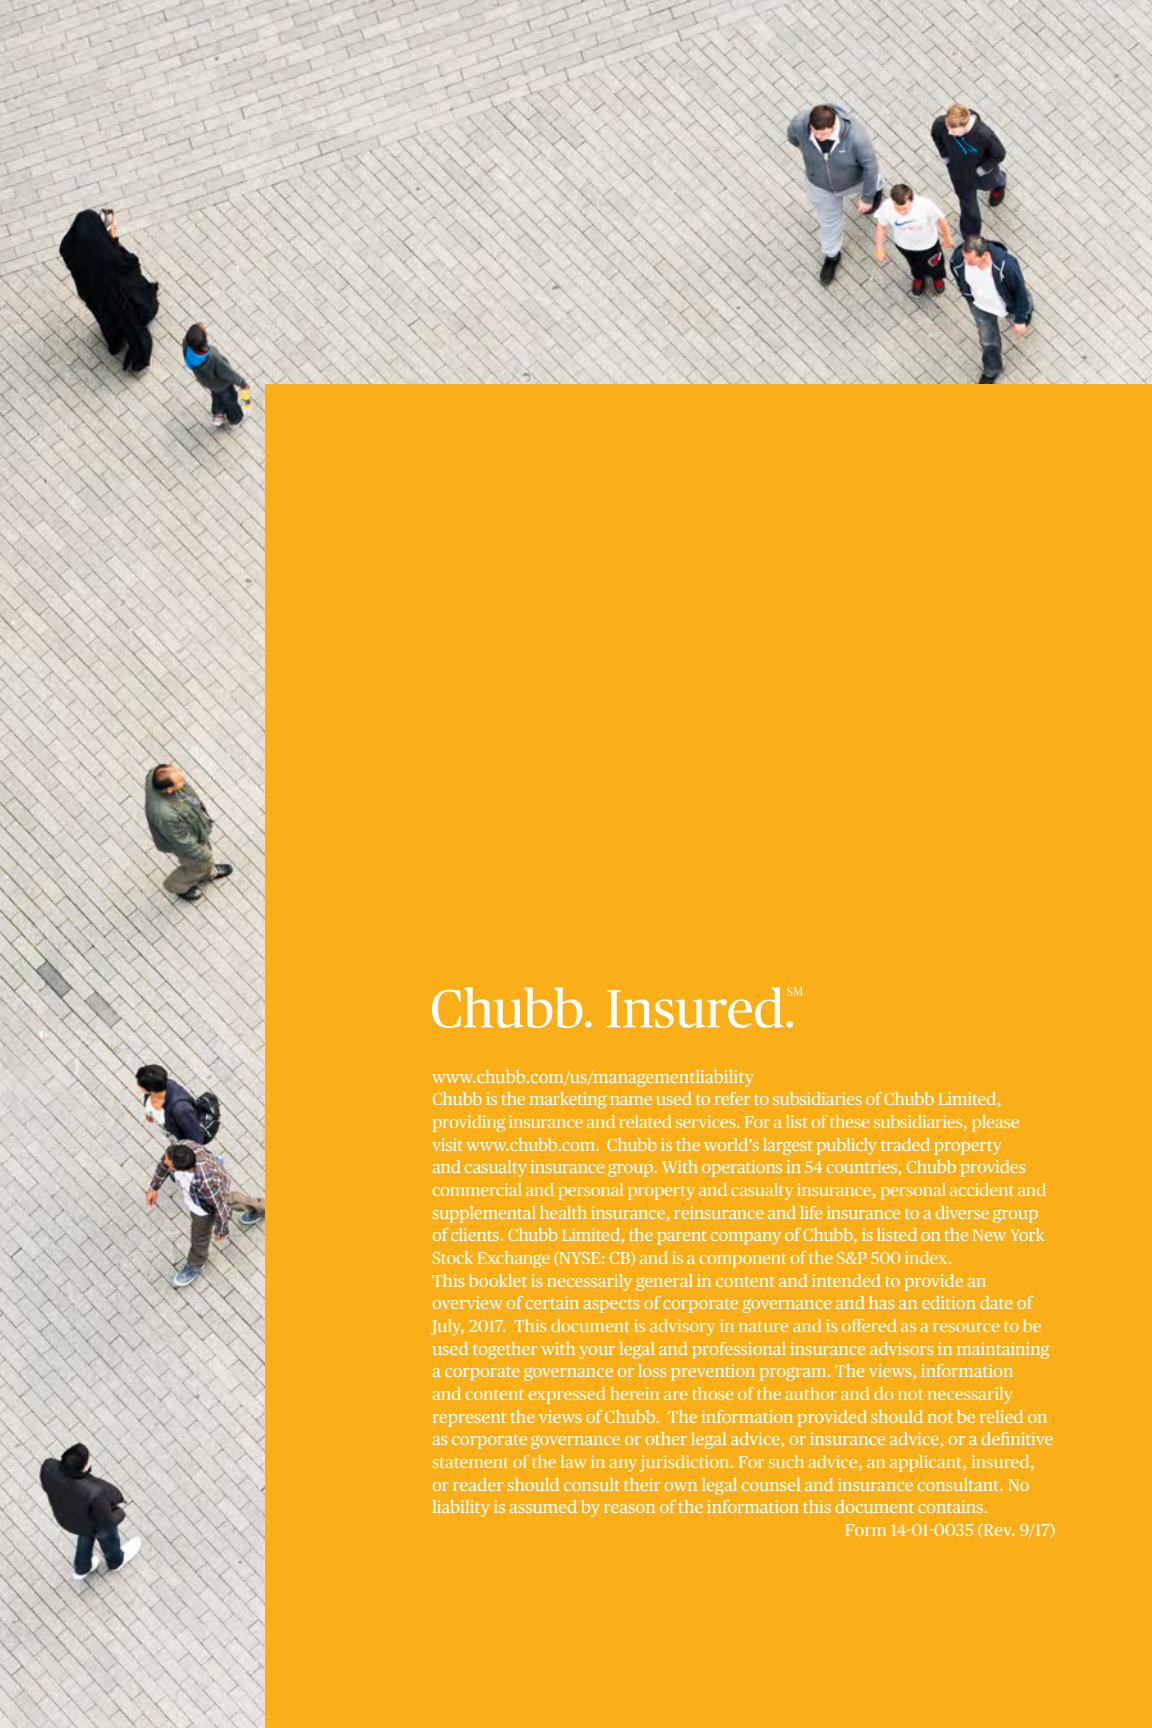 Chubb. Insured.℠
www.chubb.com/us/managementliability
Chubb is the marketing name used to refer to subsidiaries of Chubb Limited,
providing insurance and related services. For a list of these subsidiaries, please
visit www.chubb.com.  Chubb is the world's largest publicly traded property
and casualty insurance group. With operations in 54 countries, Chubb provides
commercial and personal property and casualty insurance, personal accident and
supplemental health insurance, reinsurance and life insurance to a diverse group
of clients. Chubb Limited, the parent company of Chubb, is listed on the New York
Stock Exchange (NYSE: CB) and is a component of the S&P 500 index.
This booklet is necessarily general in content and intended to provide an
overview of certain aspects of corporate governance and has an edition date of
July, 2017.  This document is advisory in nature and is offered as a resource to be
used together with your legal and professional insurance advisors in maintaining
a corporate governance or loss prevention program. The views, information
and content expressed herein are those of the author and do not necessarily
represent the views of Chubb.  The information provided should not be relied on
as corporate governance or other legal advice, or insurance advice, or a definitive
statement of the law in any jurisdiction. For such advice, an applicant, insured,
or reader should consult their own legal counsel and insurance consultant. No
liability is assumed by reason of the information this document contains.
Form 14-01-0035 (Rev. 9/17)